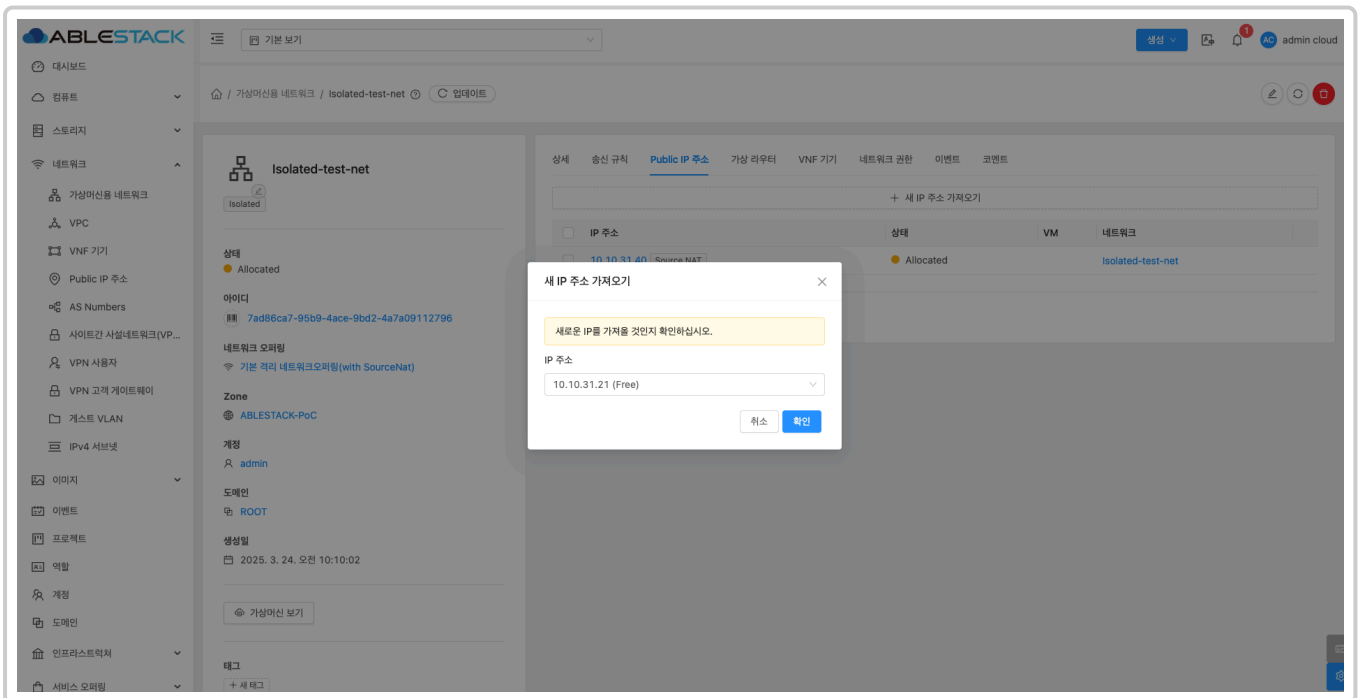 ABLESTACK
기본 보기
생성
1
AC
admin cloud
대시보드
컴퓨트
스토리지
네트워크
가상머신용 네트워크
VPC
VNF 기기
Public IP 주소
AS Numbers
사이트간 사설네트워크(VP...
VPN 사용자
VPN 고객 게이트웨이
게스트 VLAN
IPv4 서브넷
이미지
이벤트
프로젝트
역할
계정
도메인
인프라스트럭쳐
서비스 오퍼링
/ 가상머신용 네트워크 / Isolated-test-net
업데이트
Isolated-test-net
Isolated
상태
Allocated
아이디
7ad86ca7-95b9-4ace-9bd2-4a7a09112796
네트워크 오퍼링
기본 격리 네트워크오퍼링(with SourceNat)
Zone
ABLESTACK-PoC
계정
admin
도메인
ROOT
생성일
2025. 3. 24. 오전 10:10:02
가상머신 보기
태그
+ 새 태그
상세 송신 규칙 Public IP 주소 가상 라우터 VNF 기기 네트워크 권한 이벤트 코멘트
+ 새 IP 주소 가져오기
IP 주소 상태 VM 네트워크
10.10.31.40 Source NAT Allocated Isolated-test-net
새 IP 주소 가져오기
새로운 IP를 가져올 것인지 확인하십시오.
IP 주소
10.10.31.21 (Free)
취소 확인